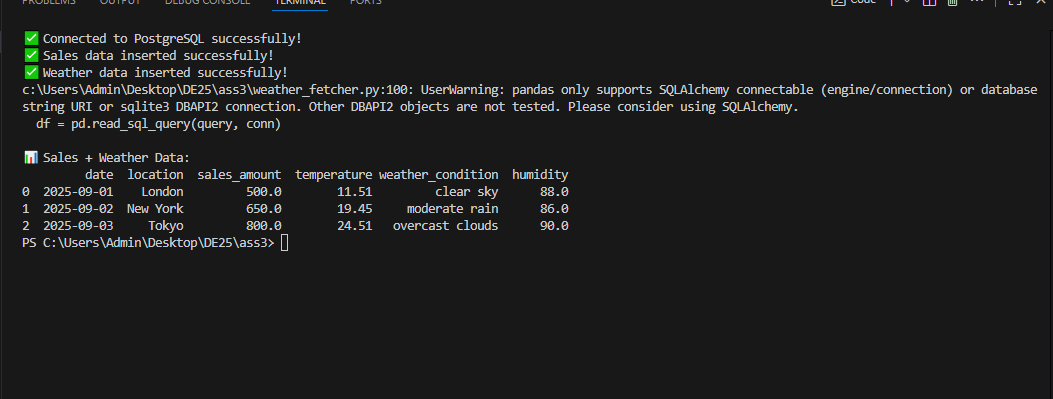 PROBLEMS OUTPUT DEBUG CONSOLE TERMINAL PORTS Code
✅ Connected to PostgreSQL successfully!
✅ Sales data inserted successfully!
✅ Weather data inserted successfully!
c:\Users\Admin\Desktop\DE25\ass3\weather_fetcher.py:100: UserWarning: pandas only supports SQLAlchemy connectable (engine/connection) or database
string URI or sqlite3 DBAPI2 connection. Other DBAPI2 objects are not tested. Please consider using SQLAlchemy.
  df = pd.read_sql_query(query, conn)
📊 Sales + Weather Data:
date location sales_amount temperature weather_condition humidity
0 2025-09-01 London 500.0 11.51 clear sky 88.0
1 2025-09-02 New York 650.0 19.45 moderate rain 86.0
2 2025-09-03 Tokyo 800.0 24.51 overcast clouds 90.0
PS C:\Users\Admin\Desktop\DE25\ass3>